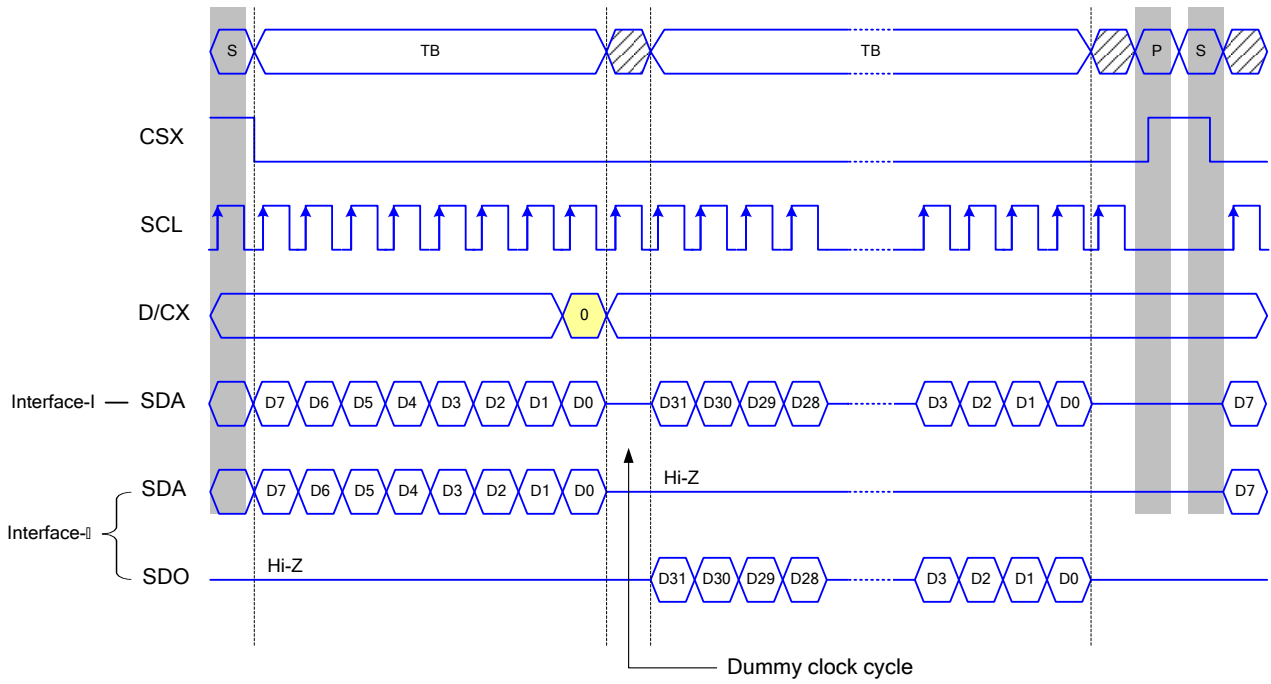 S TB TB P S
CSX
SCL
D/CX 0
Interface-I SDA D7 D6 D5 D4 D3 D2 D1 D0 D31 D30 D29 D28 D3 D2 D1 D0 D7
SDA D7 D6 D5 D4 D3 D2 D1 D0 Hi-Z D7
Interface-▯
SDO Hi-Z D31 D30 D29 D28 D3 D2 D1 D0
Dummy clock cycle